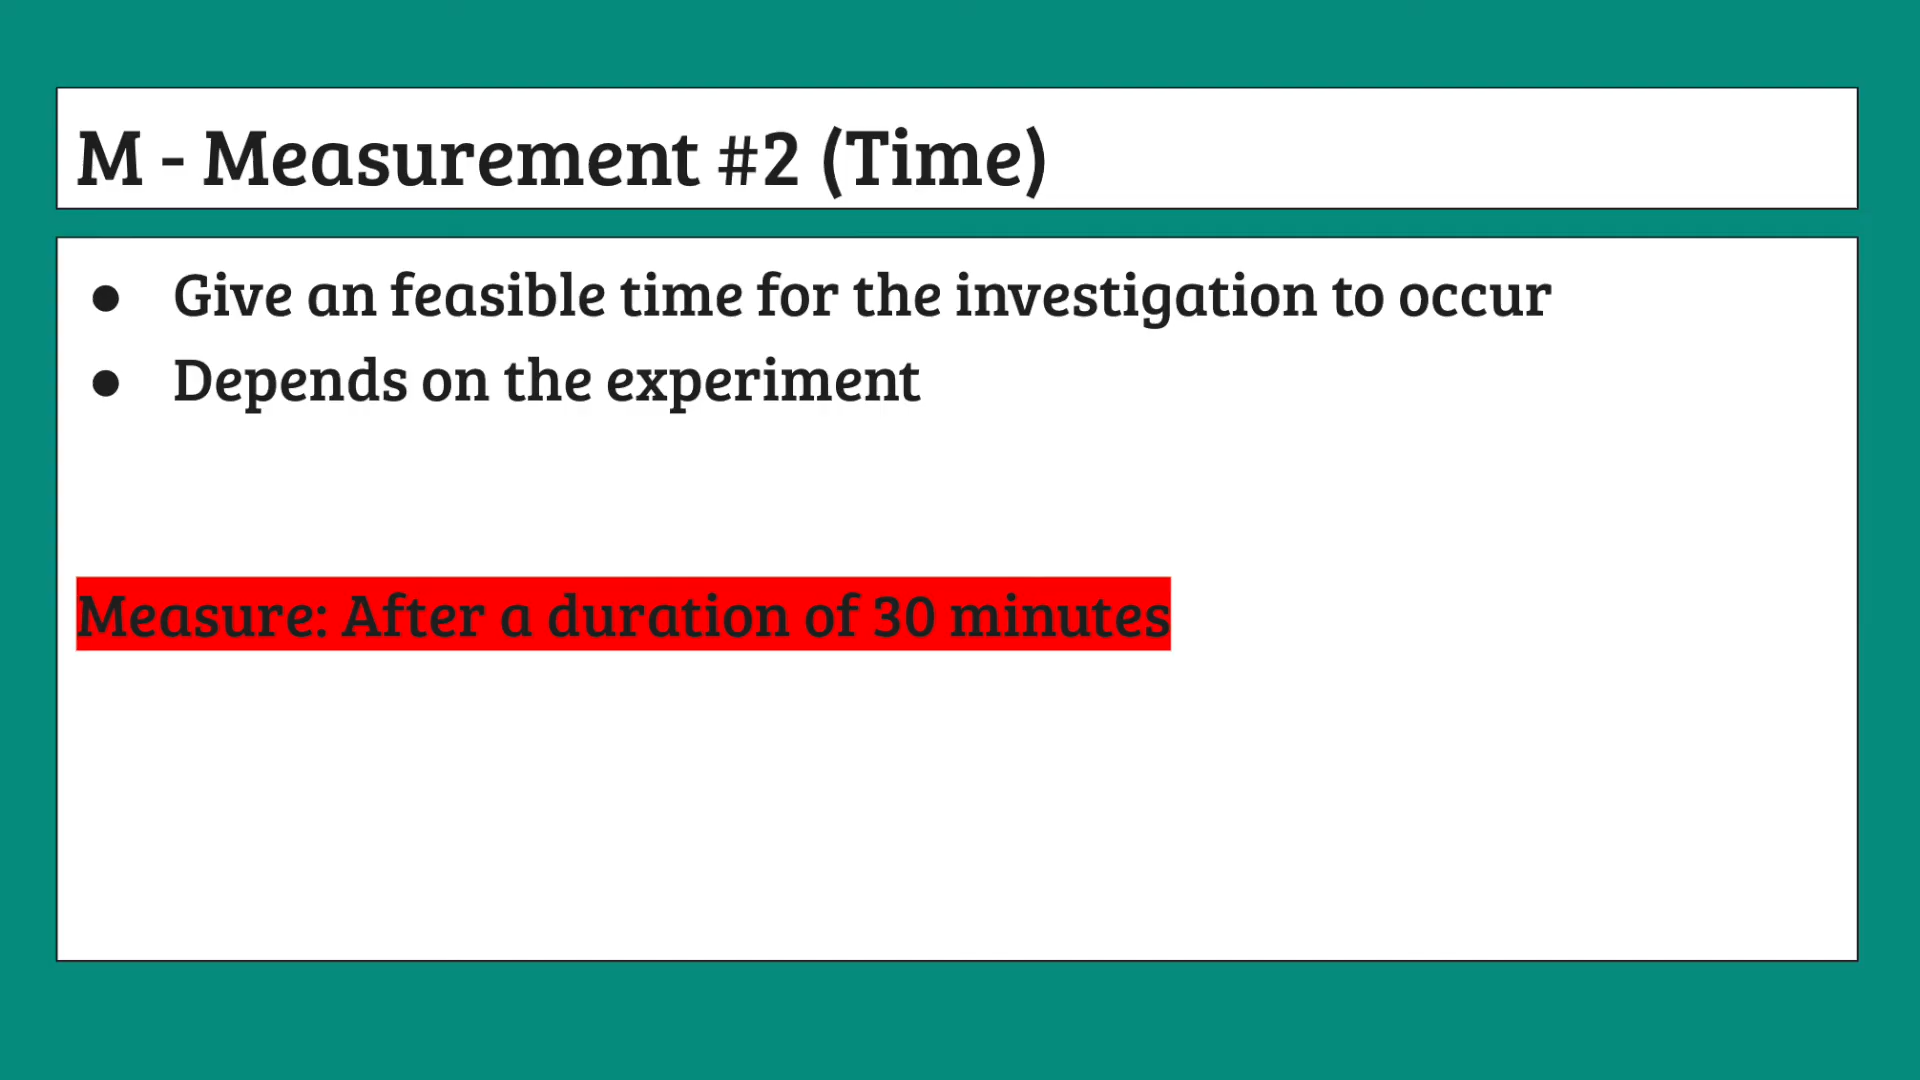 M - Measurement #2 (Time)
● Give an feasible time for the investigation to occur
● Depends on the experiment
Measure: After a duration of 30 minutes